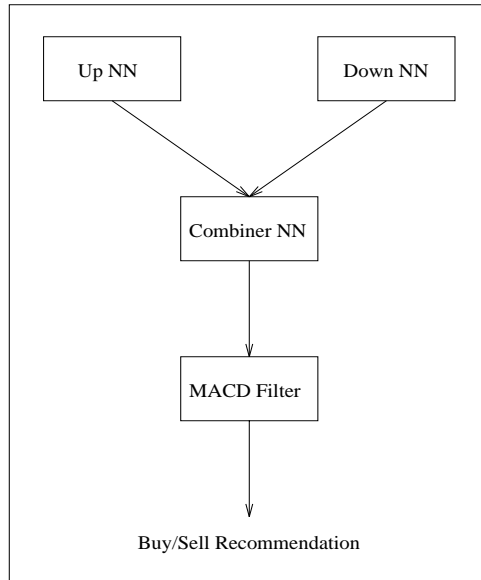 Up NN
Down NN
Combiner NN
MACD Filter
Buy/Sell Recommendation